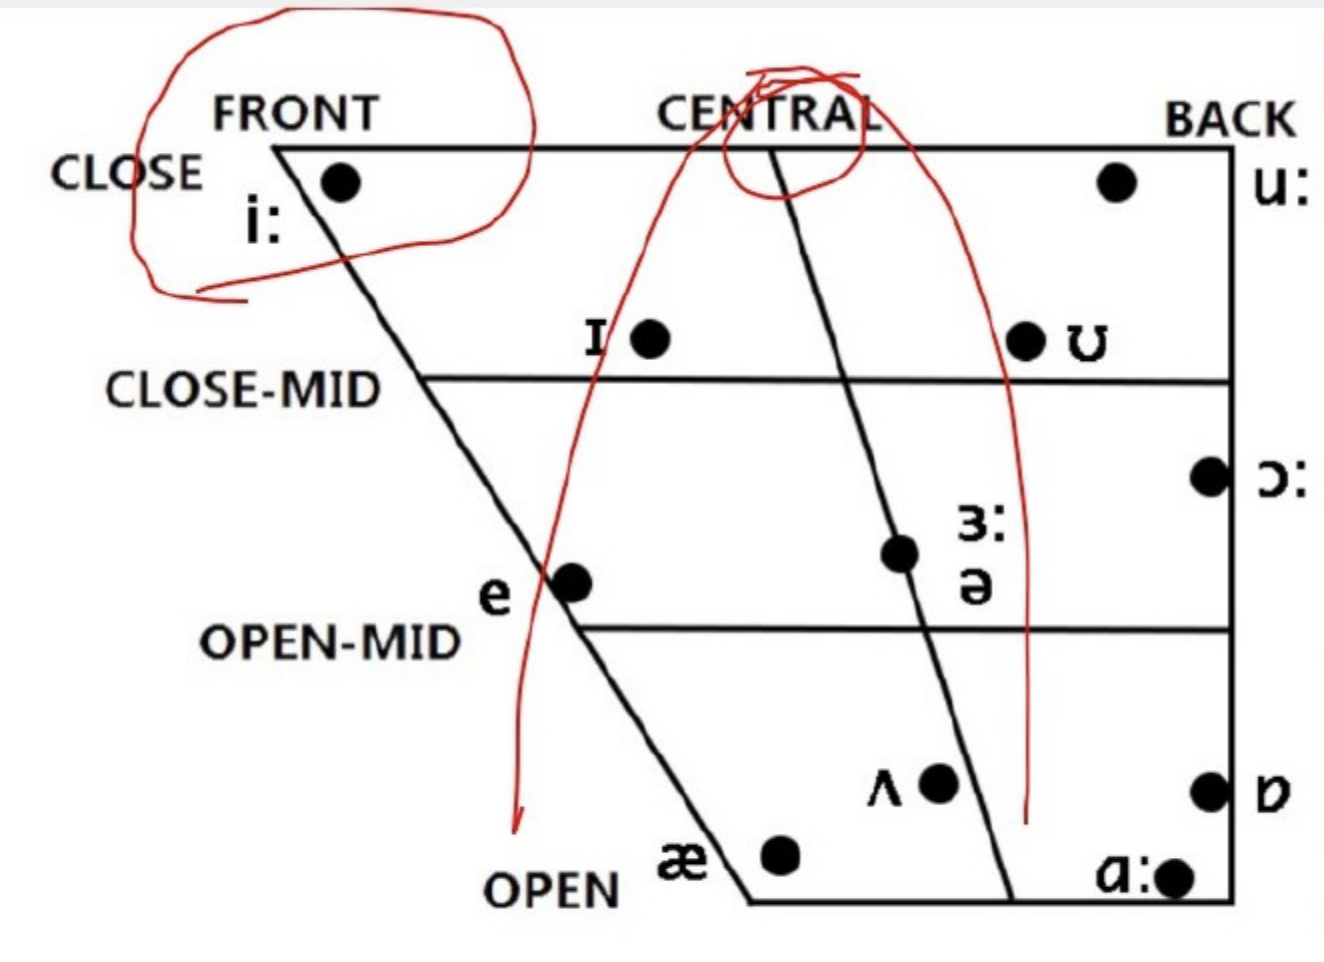 FRONT CENTRAL BACK
CLOSE
i:
u:
ɪ
ʊ
CLOSE-MID
ɔ:
ɜ:
e
ə
OPEN-MID
ʌ
ɒ
æ
ɑ:
OPEN